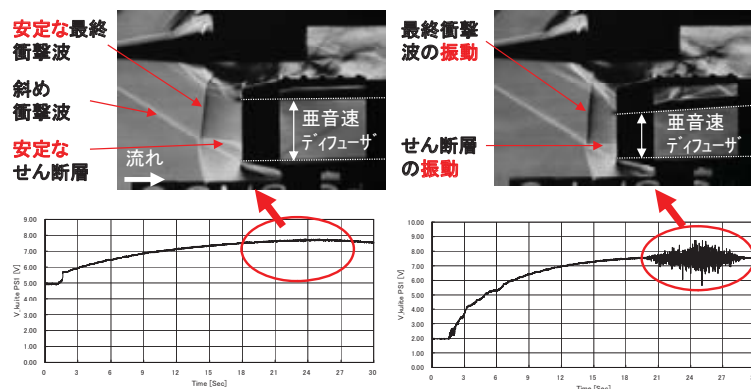 安定な最終
衝撃波
斜め
衝撃波
安定な
せん断層
流れ
亜音速
ディフューザ
最終衝撃
波の振動
せん断層
の振動
亜音速
ディフューザ
V_kulite PSI [V]
9.00
8.00
7.00
6.00
5.00
4.00
3.00
2.00
1.00
0.00
0 3 6 9 12 15 18 21 24 27 30
Time [Sec]
V_kulite PSI [V]
10.00
9.00
8.00
7.00
6.00
5.00
4.00
3.00
2.00
1.00
0.00
0 3 6 9 12 15 18 21 24 27
Time [Sec]